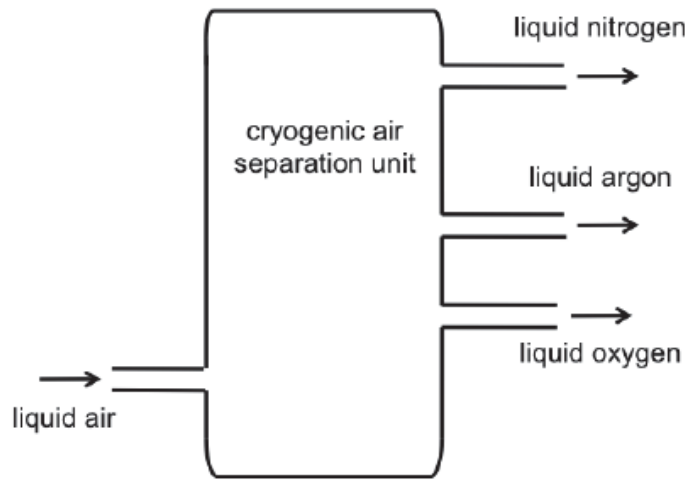 liquid nitrogen
cryogenic air
separation unit
liquid argon
liquid oxygen
liquid air